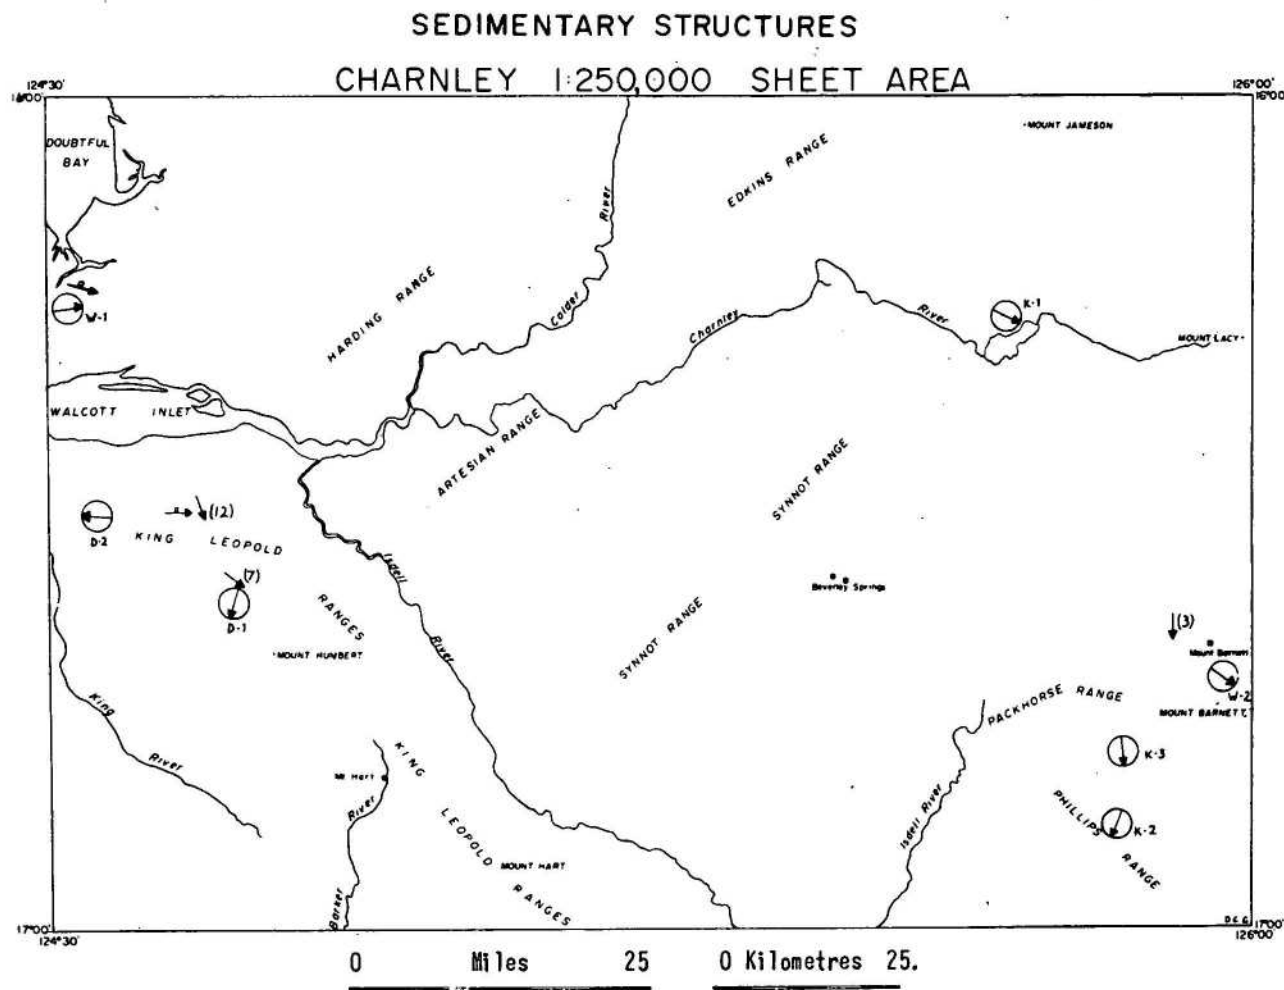 SEDIMENTARY STRUCTURES
CHARNLEY 1:250,000 SHEET AREA
124°30'
126°00'
16°00'
16°00'
MOUNT JAMESON
DOUBTFUL
BAY
EDKINS RANGE
River
Calder
HARDING RANGE
W-1
K-1
River
Charnley
MOUNT LACY
WALCOTT INLET
ARTESIAN RANGE
SYNNOT RANGE
(12)
D-2
KING LEOPOLD
RANGES
Isdell
River
(7)
D-1
Beverley Springs
SYNNOT RANGE
(3)
MOUNT HUMBERT
Mount Barnett
W-2
PACKHORSE RANGE
MOUNT BARNETT
King
River
KING
LEOPOLD
RANGES
K-3
Mt Hart
River
Barker
Isdell River
PHILLIPS
RANGE
K-2
MOUNT HART
D.C.G.
17°00'
17°00'
124°30'
126°00'
0 Miles 25
0 Kilometres 25.